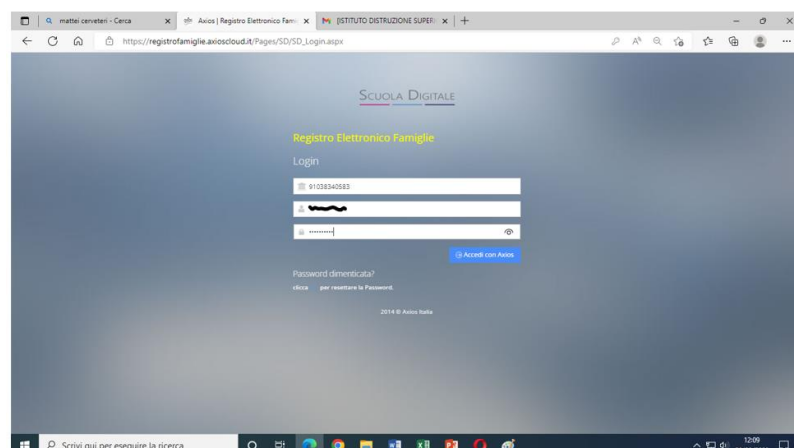 mattei cerveteri - Cerca
Axios | Registro Elettronico Fami
[ISTITUTO DISTRUZIONE SUPERI
https://registrofamiglie.axioscloud.it/Pages/SD/SD_Login.aspx
SCUOLA DIGITALE
Registro Elettronico Famiglie
Login
91038340583
Accedi con Axios
Password dimenticata?
clicca per resettare la Password.
2014 © Axios Italia
Scrivi qui per eseguire la ricerca
12:09